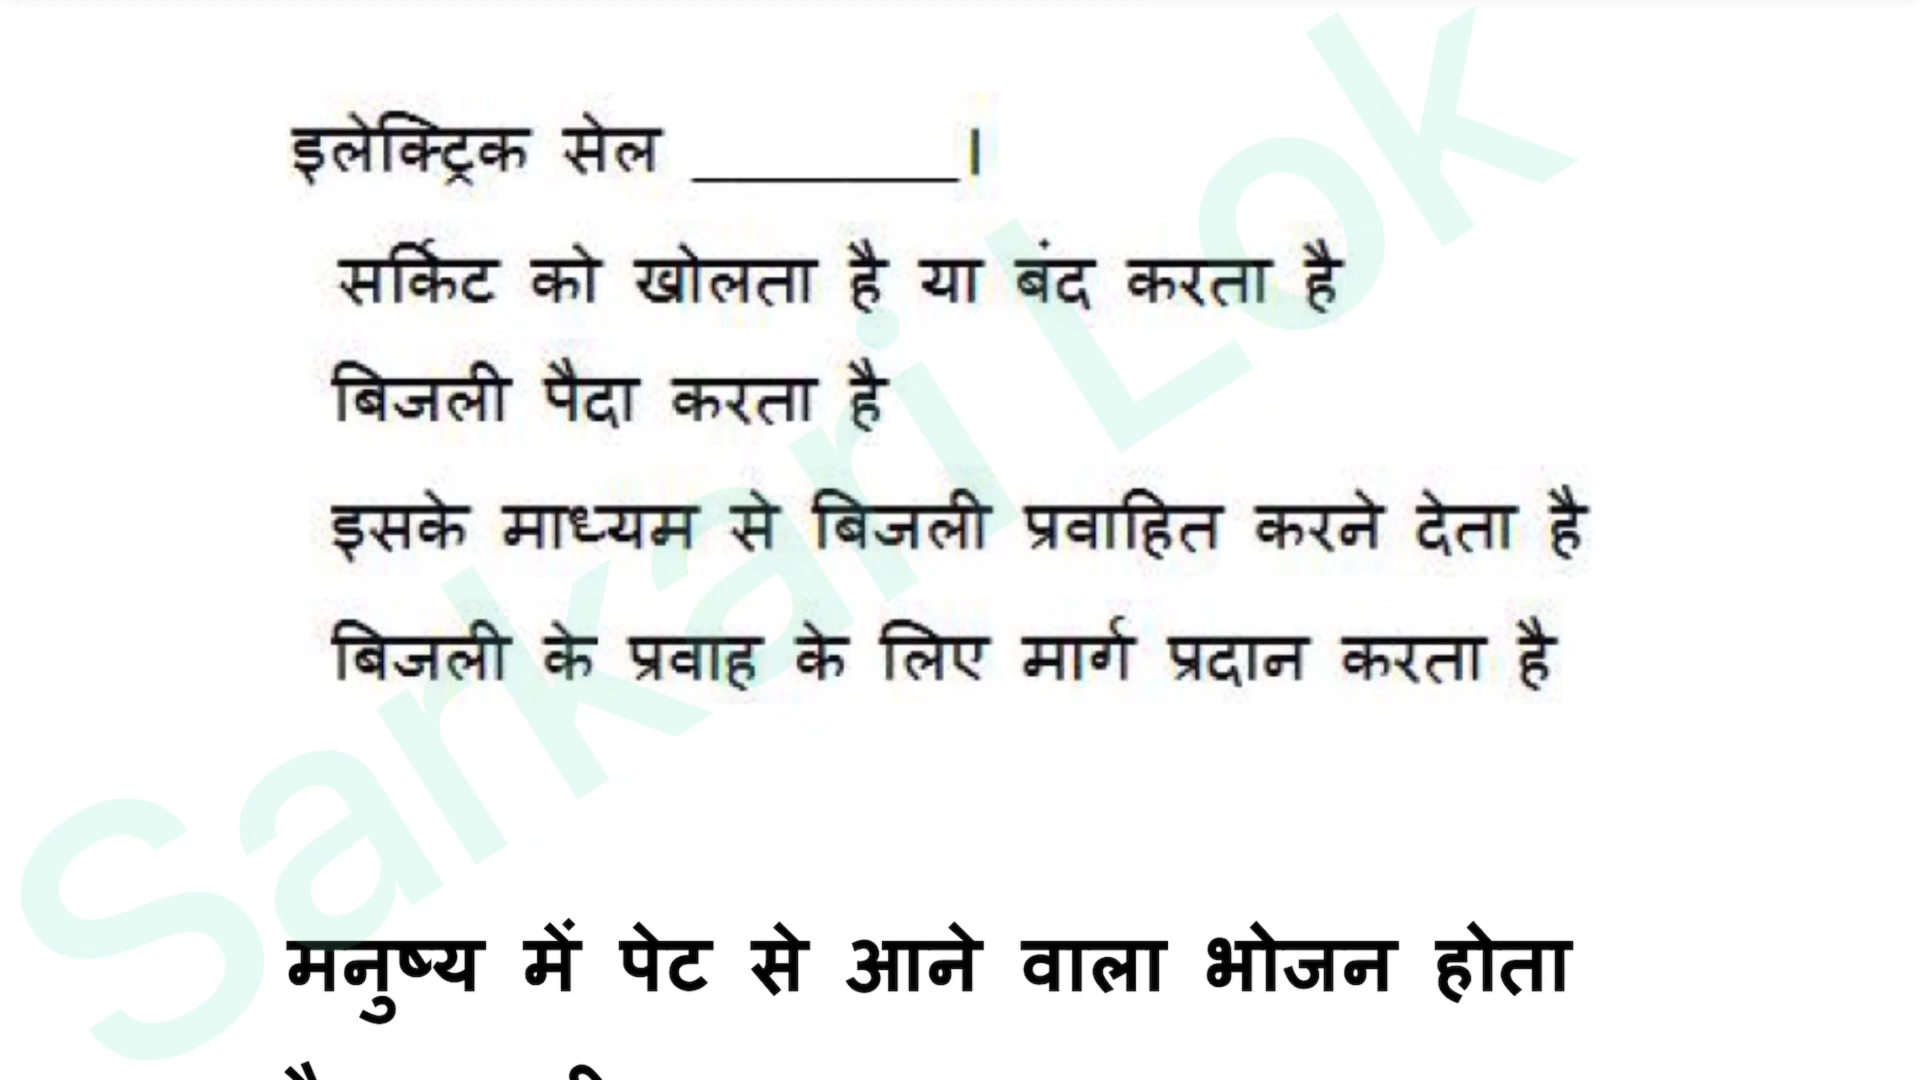 इलेक्ट्रिक सेल __________।
सर्किट को खोलता है या बंद करता है
बिजली पैदा करता है
इसके माध्यम से बिजली प्रवाहित करने देता है
बिजली के प्रवाह के लिए मार्ग प्रदान करता है
मनुष्य में पेट से आने वाला भोजन होता
Sarkari Lok